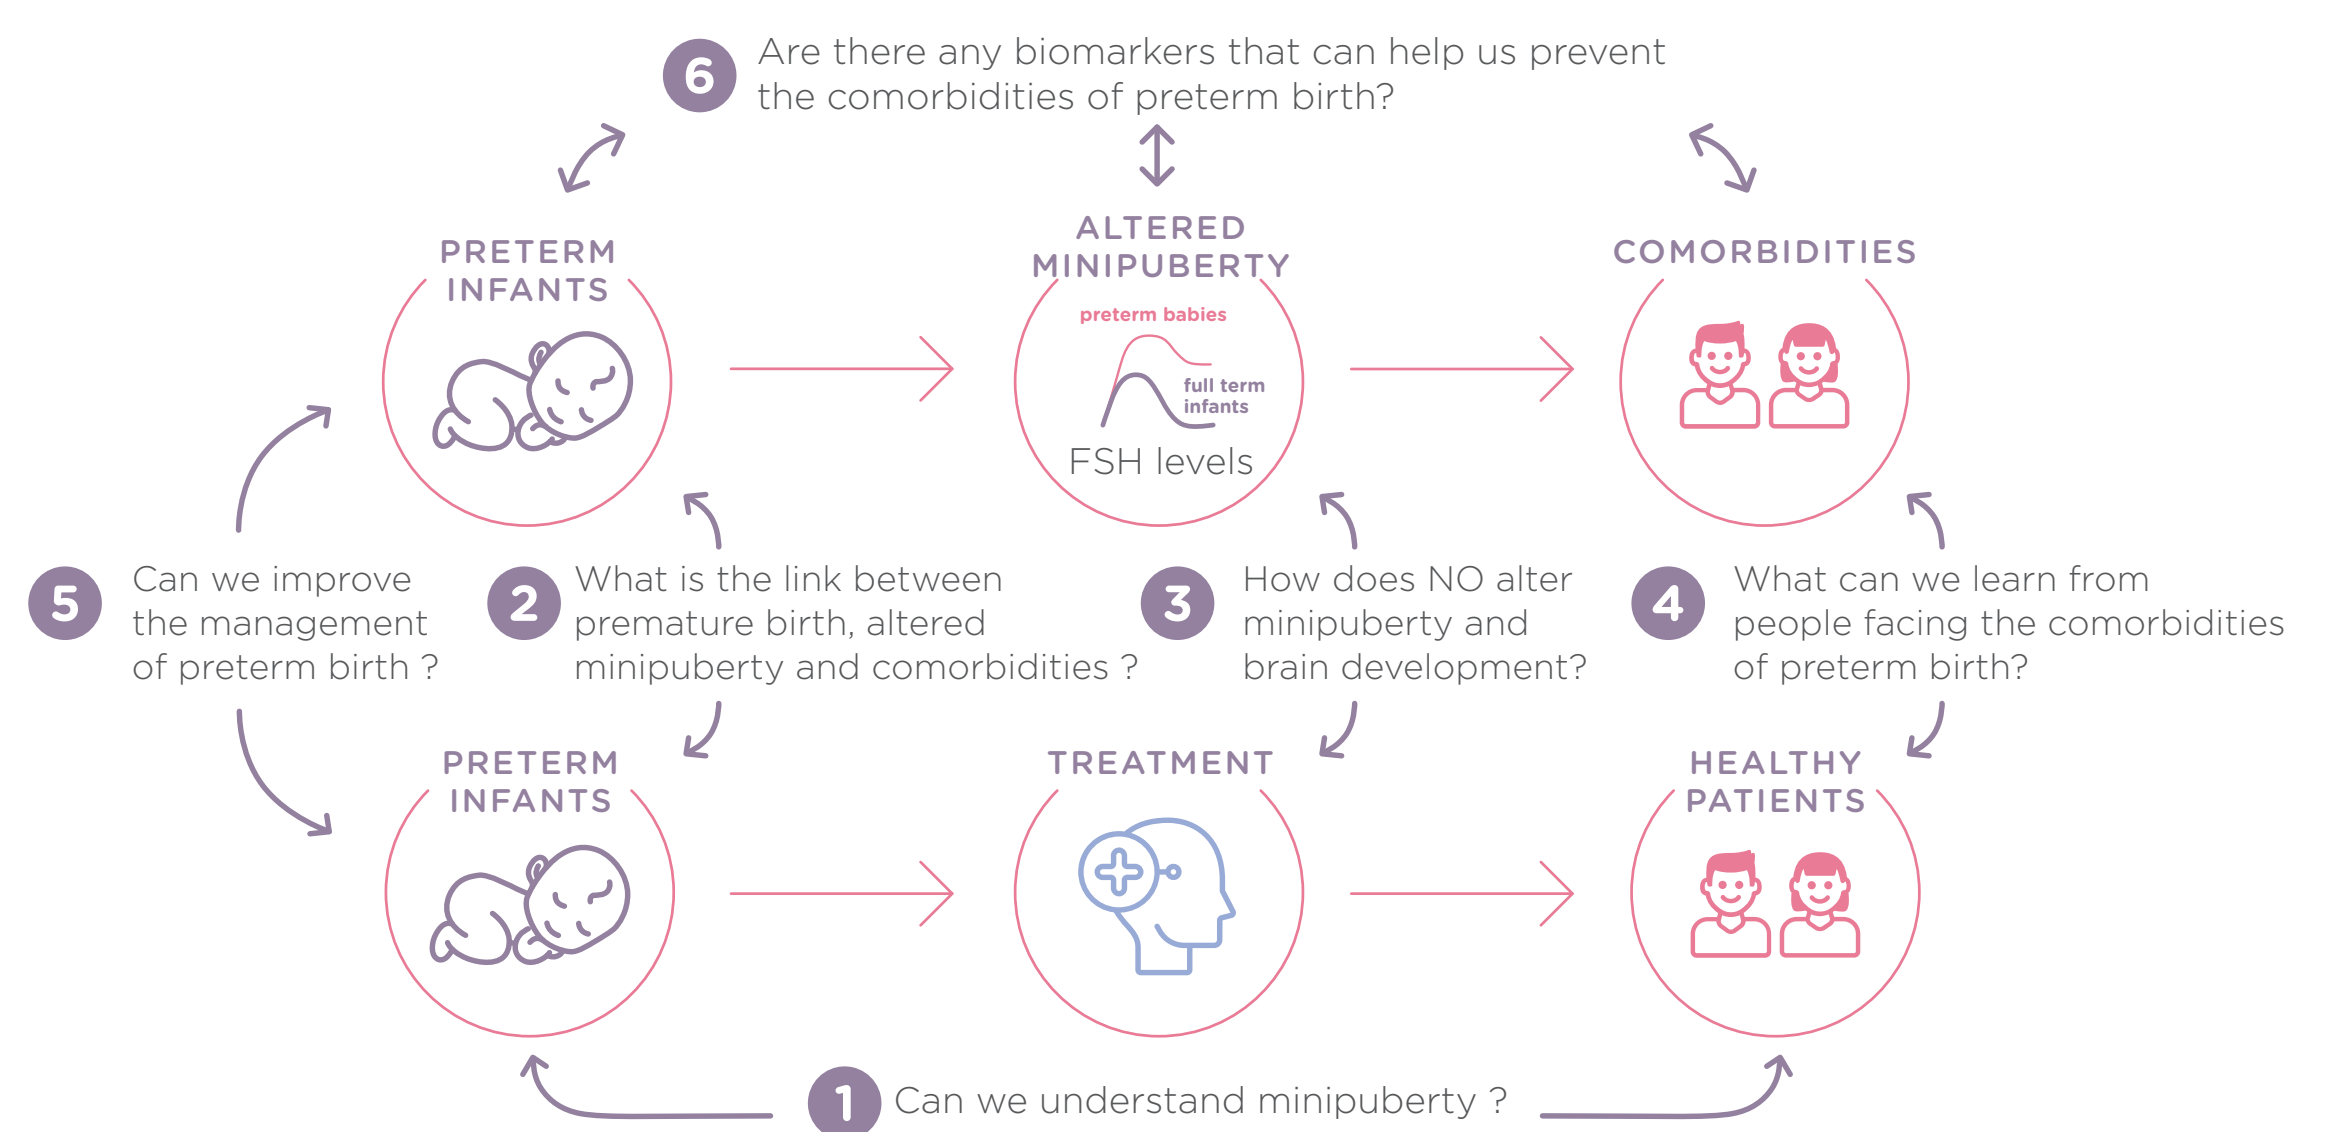 6
Are there any biomarkers that can help us prevent
the comorbidities of preterm birth?
PRETERM
INFANTS
ALTERED
MINIPUBERTY
preterm babies
full term
infants
FSH levels
COMORBIDITIES
5
Can we improve
the management
of preterm birth ?
2
What is the link between
premature birth, altered
minipuberty and comorbidities ?
3
How does NO alter
minipuberty and
brain development?
4
What can we learn from
people facing the comorbidities
of preterm birth?
PRETERM
INFANTS
TREATMENT
HEALTHY
PATIENTS
1
Can we understand minipuberty ?